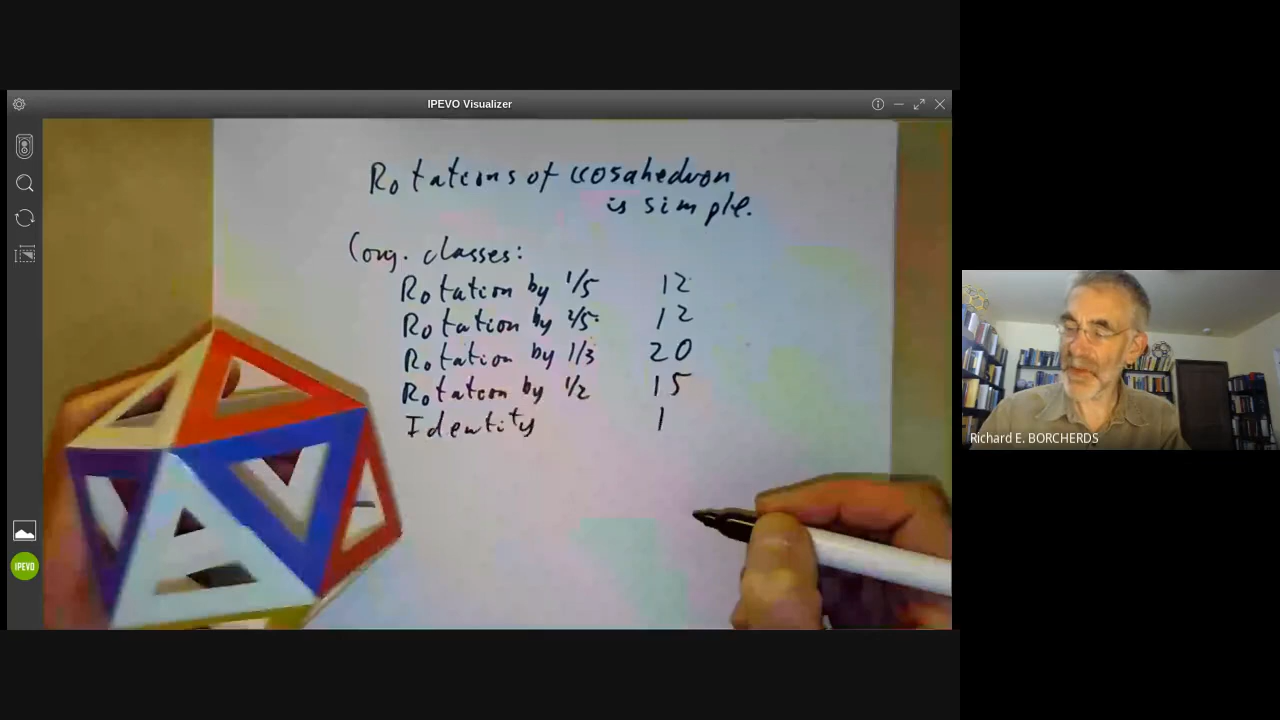 IPEVO Visualizer
Rotations of icosahedron
is simple.
Conj. classes:
Rotation by 1/5 12
Rotation by 2/5. 12
Rotation by 1/3 20
Rotation by 1/2 15
Identity 1
IPEVO
Richard E. BORCHERDS